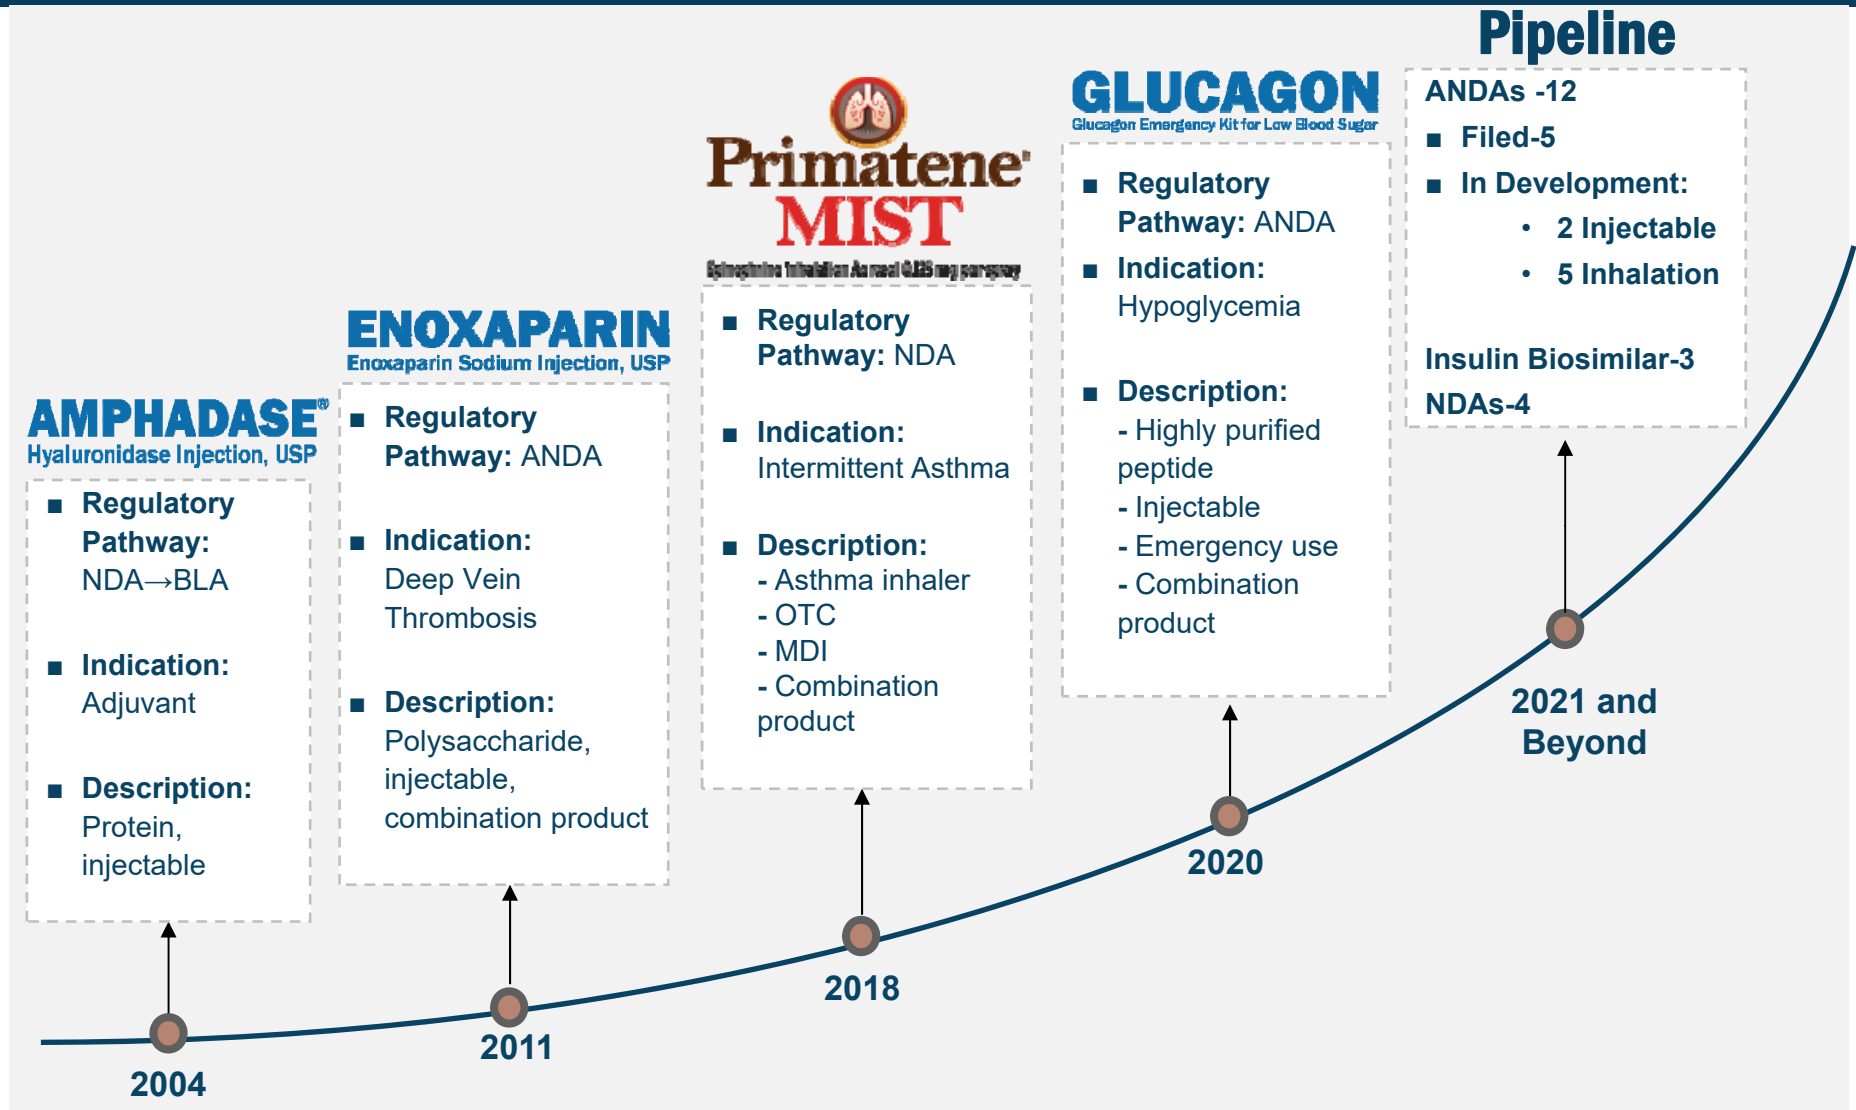 AMPHADASE®
Hyaluronidase Injection, USP
■ Regulatory
Pathway:
NDA→BLA
■ Indication:
Adjuvant
■ Description:
Protein,
injectable
2004
ENOXAPARIN
Enoxaparin Sodium Injection, USP
■ Regulatory
Pathway: ANDA
■ Indication:
Deep Vein
Thrombosis
■ Description:
Polysaccharide,
injectable,
combination product
2011
Primatene
MIST
■ Regulatory
Pathway: NDA
■ Indication:
Intermittent Asthma
■ Description:
- Asthma inhaler
- OTC
- MDI
- Combination
product
2018
GLUCAGON
Glucagon Emergency Kit for Low Blood Sugar
■ Regulatory
Pathway: ANDA
■ Indication:
Hypoglycemia
■ Description:
- Highly purified
peptide
- Injectable
- Emergency use
- Combination
product
2020
Pipeline
ANDAs -12
■ Filed-5
■ In Development:
• 2 Injectable
• 5 Inhalation
Insulin Biosimilar-3
NDAs-4
2021 and
Beyond